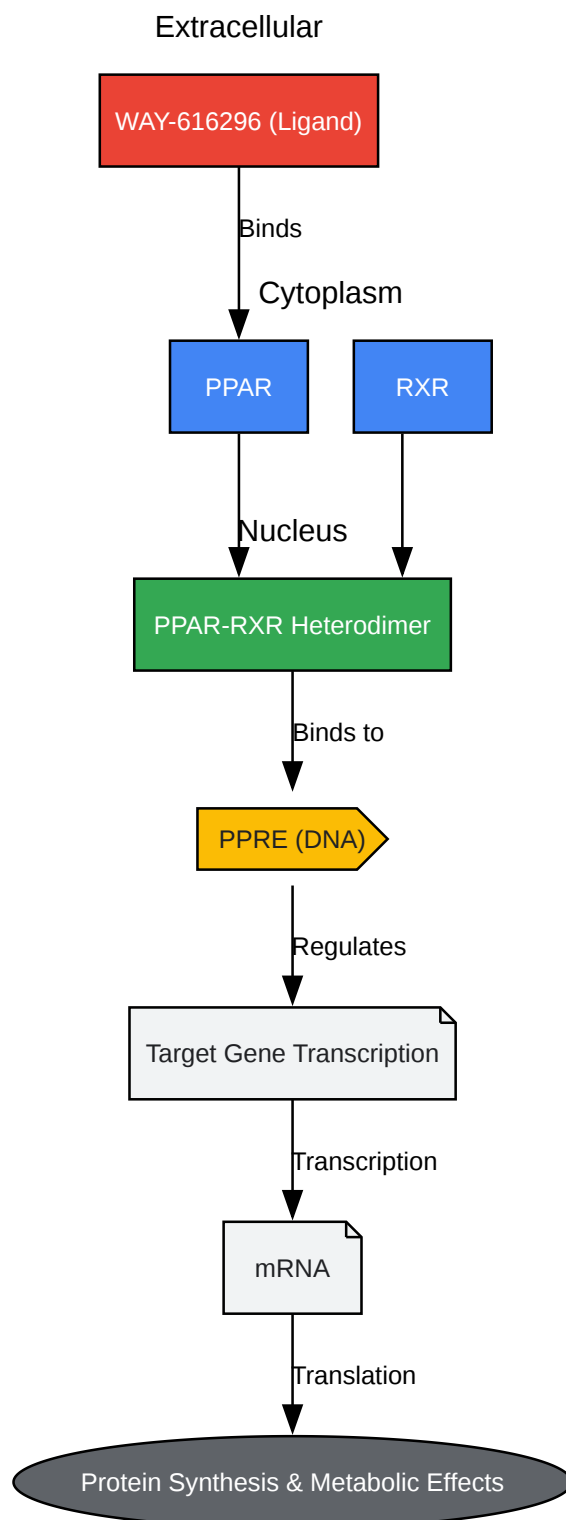 Extracellular
WAY-616296 (Ligand)
Binds
Cytoplasm
PPAR
RXR
Nucleus
PPAR-RXR Heterodimer
Binds to
PPRE (DNA)
Regulates
Target Gene Transcription
Transcription
mRNA
Translation
Protein Synthesis & Metabolic Effects